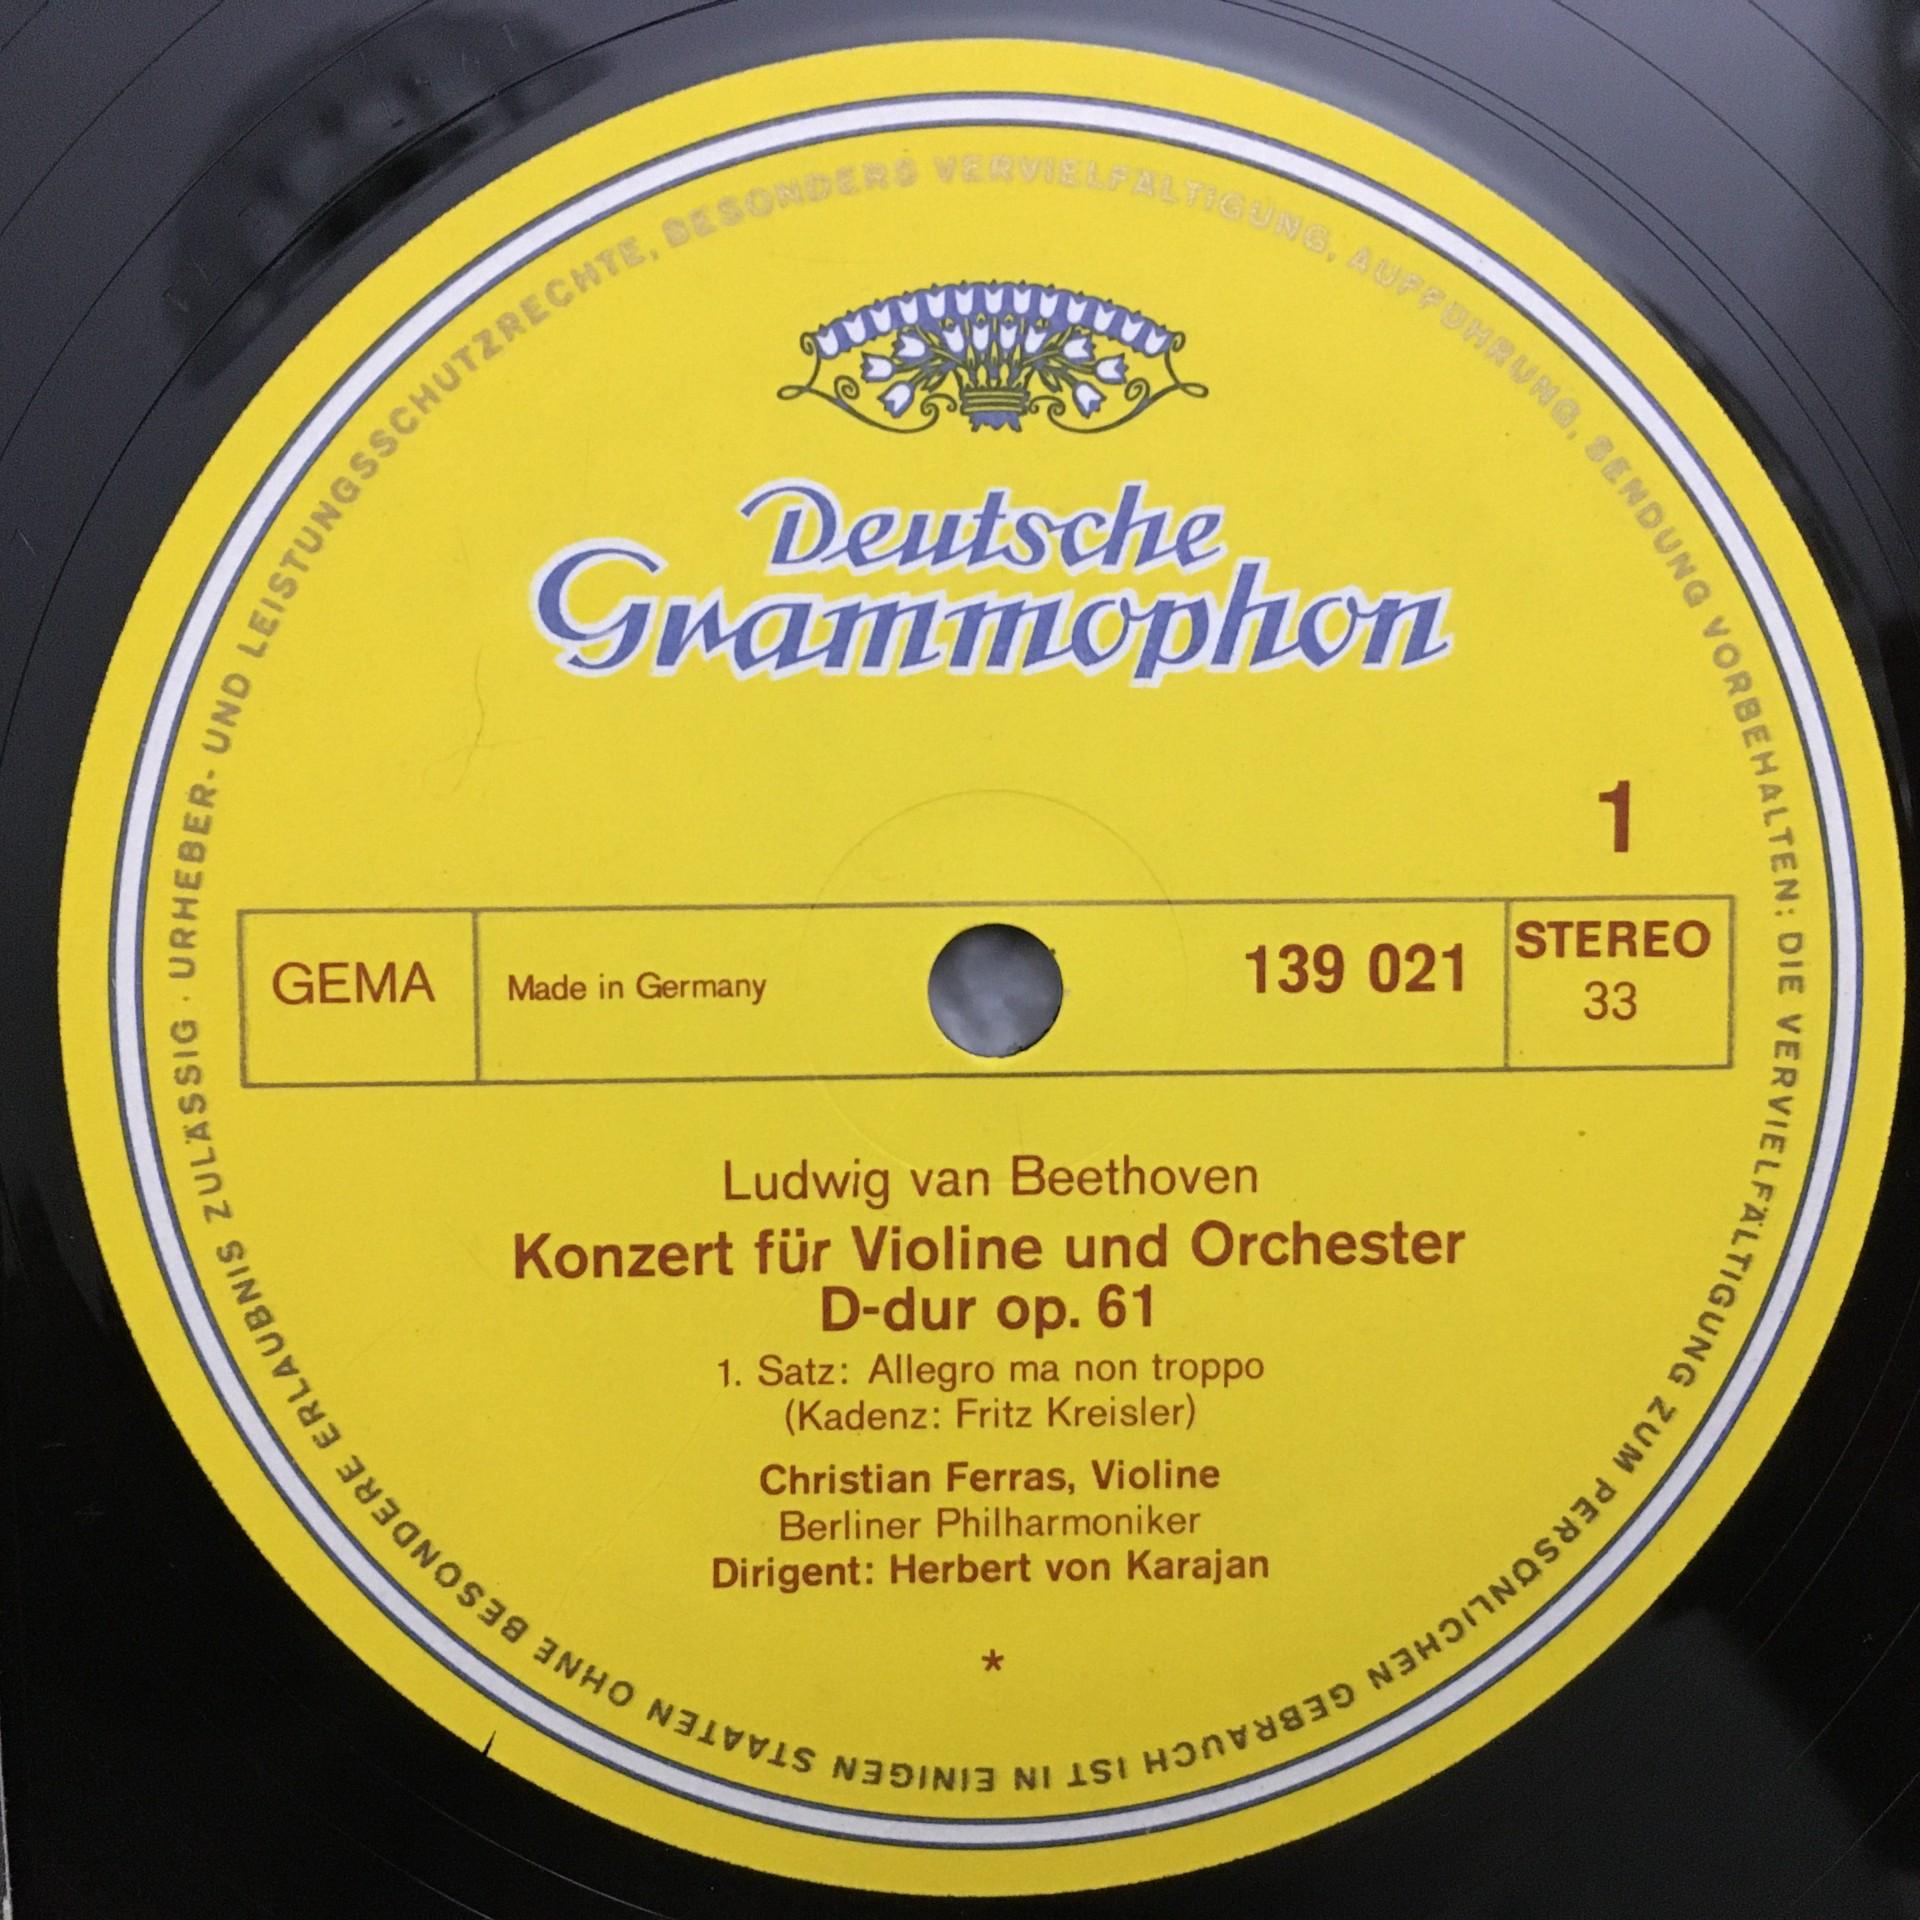 Deutsche
Grammophon
1
GEMA
Made in Germany
139 021
STEREO
33
Ludwig van Beethoven
Konzert für Violine und Orchester
D-dur op. 61
1. Satz: Allegro ma non troppo
(Kadenz: Fritz Kreisler)
Christian Ferras, Violine
Berliner Philharmoniker
Dirigent: Herbert von Karajan
*
URHEBER- UND LEISTUNGSSCHUTZRECHTE, BESONDERS VERVIELFÄLTIGUNG, AUFFÜHRUNG, SENDUNG VORBEHALTEN: DIE VERVIELFÄLTIGUNG ZUM PERSÖNLICHEN GEBRAUCH IST IN EINIGEN STAATEN OHNE BESONDERE ERLAUBNIS ZULÄSSIG ·